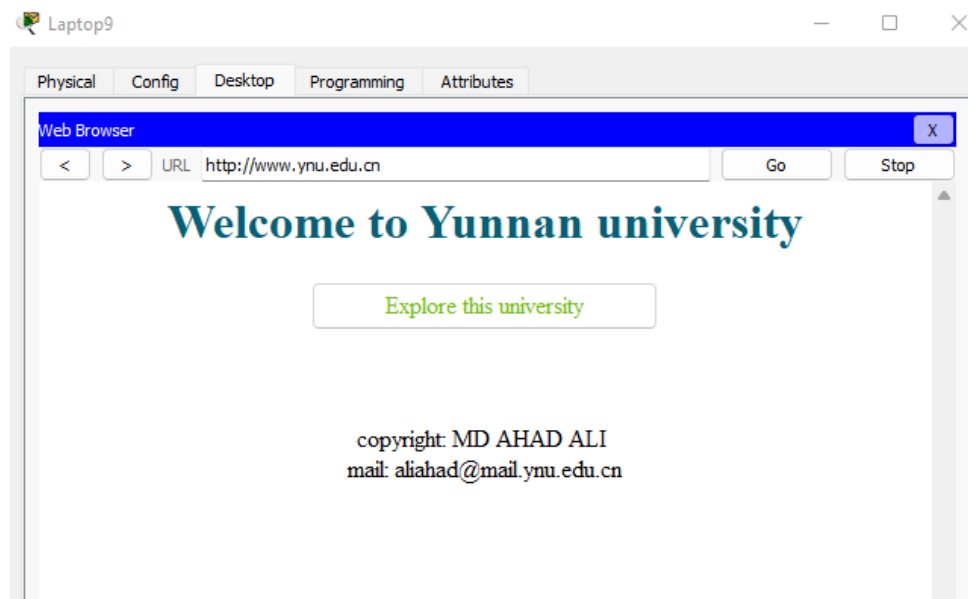 Laptop9
Physical Config Desktop Programming Attributes
Web Browser X
< > URL http://www.ynu.edu.cn Go Stop
Welcome to Yunnan university
Explore this university
copyright: MD AHAD ALI
mail: aliahad@mail.ynu.edu.cn